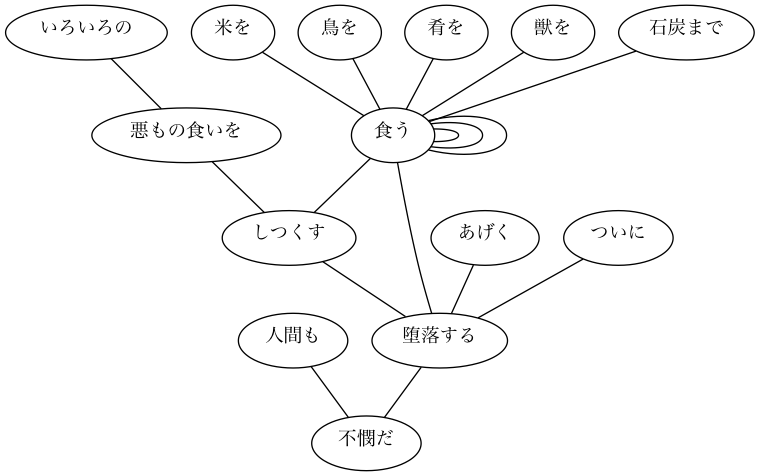 いろいろの
米を
鳥を
肴を
獣を
石炭まで
悪もの食いを
食う
しつくす
あげく
ついに
人間も
堕落する
不憫だ